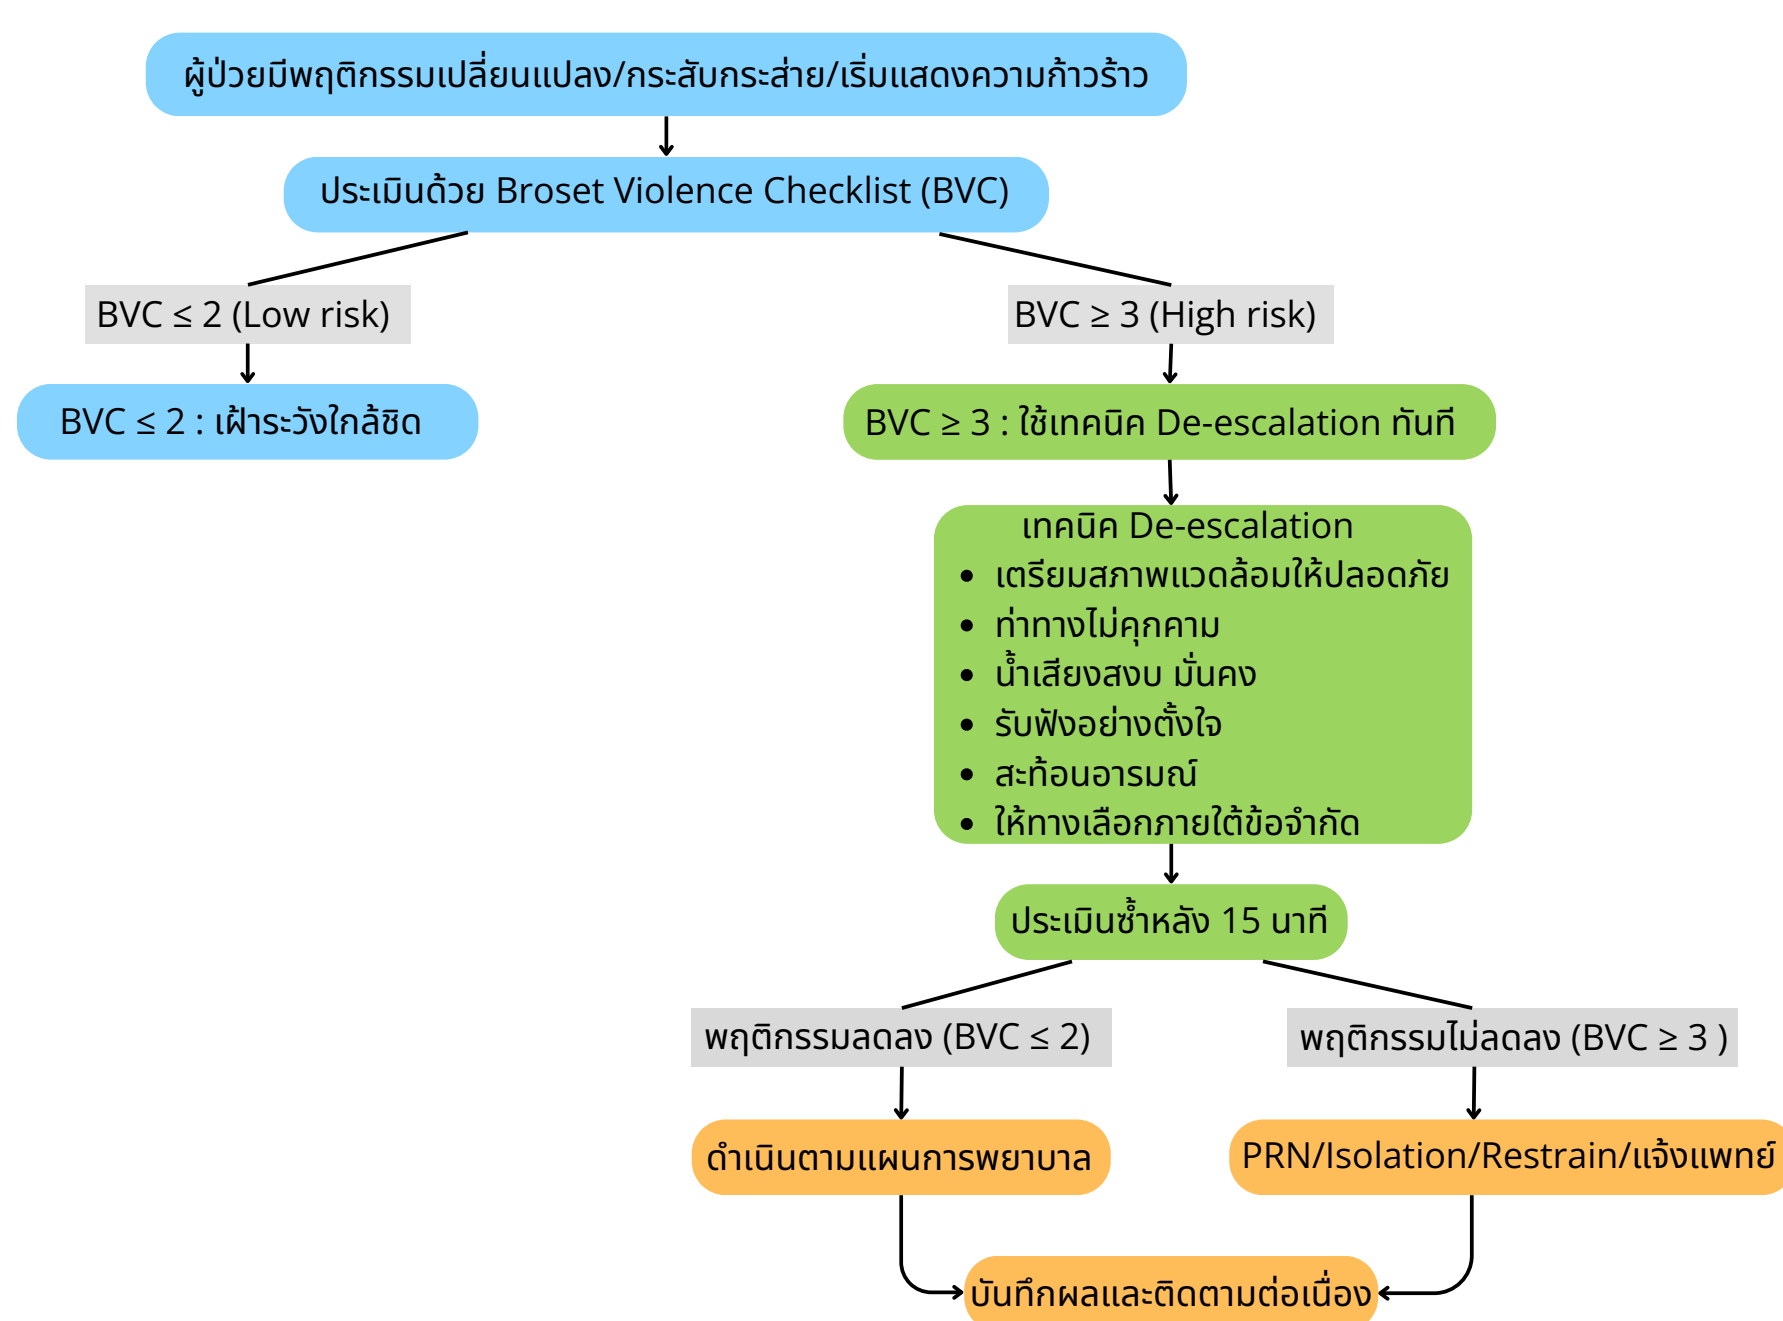 ผู้ป่วยมีพฤติกรรมเปลี่ยนแปลง/กระสับกระส่าย/เริ่มแสดงความก้าวร้าว
ประเมินด้วย Broset Violence Checklist (BVC)
BVC ≤ 2 (Low risk)
BVC ≥ 3 (High risk)
BVC ≤ 2 : เฝ้าระวังใกล้ชิด
BVC ≥ 3 : ใช้เทคนิค De-escalation ทันที
เทคนิค De-escalation
• เตรียมสภาพแวดล้อมให้ปลอดภัย
• ท่าทางไม่คุกคาม
• น้ำเสียงสงบ มั่นคง
• รับฟังอย่างตั้งใจ
• สะท้อนอารมณ์
• ให้ทางเลือกภายใต้ข้อจำกัด
ประเมินซ้ำหลัง 15 นาที
พฤติกรรมลดลง (BVC ≤ 2)
พฤติกรรมไม่ลดลง (BVC ≥ 3 )
ดำเนินตามแผนการพยาบาล
PRN/Isolation/Restrain/แจ้งแพทย์
บันทึกผลและติดตามต่อเนื่อง